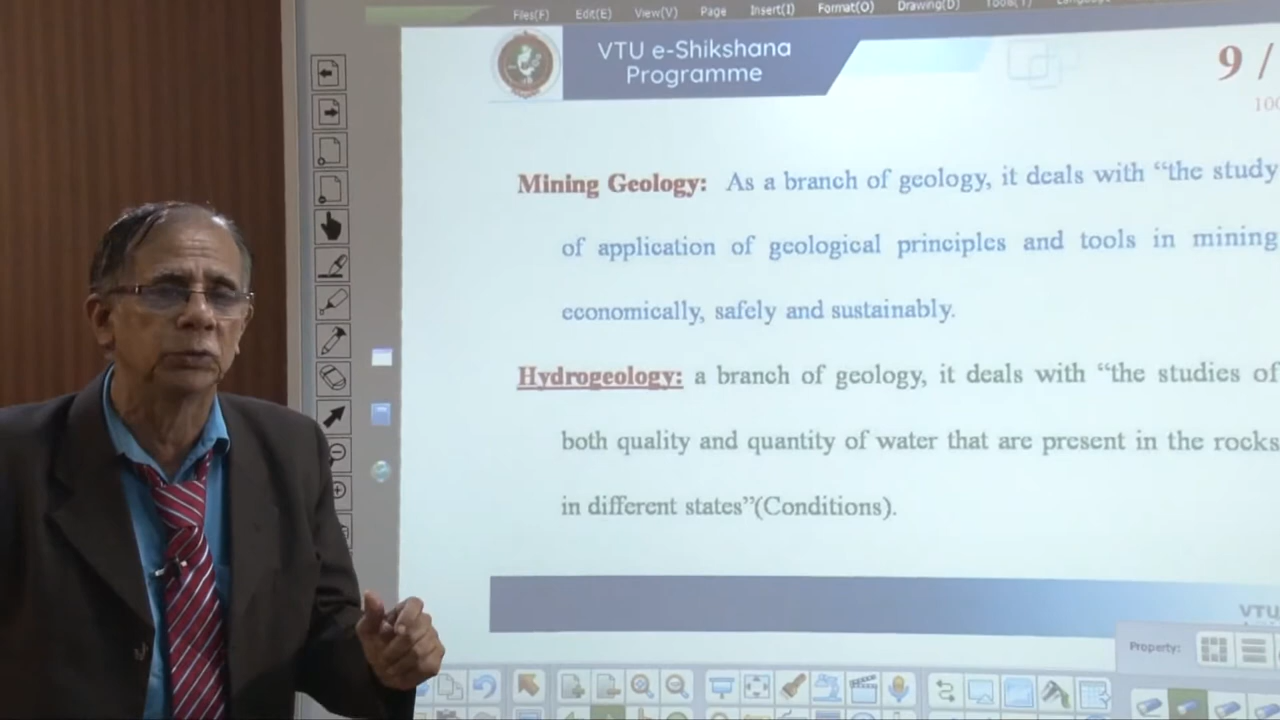 Files(F) Edit(E) View(V) Page Insert(I) Format(O) Drawing(D) Tools(T) Language
VTU e-Shikshana
Programme
9 /
100
Mining Geology: As a branch of geology, it deals with “the study
of application of geological principles and tools in mining
economically, safely and sustainably.
Hydrogeology: a branch of geology, it deals with “the studies of
both quality and quantity of water that are present in the rocks
in different states”(Conditions).
VTU
Property: